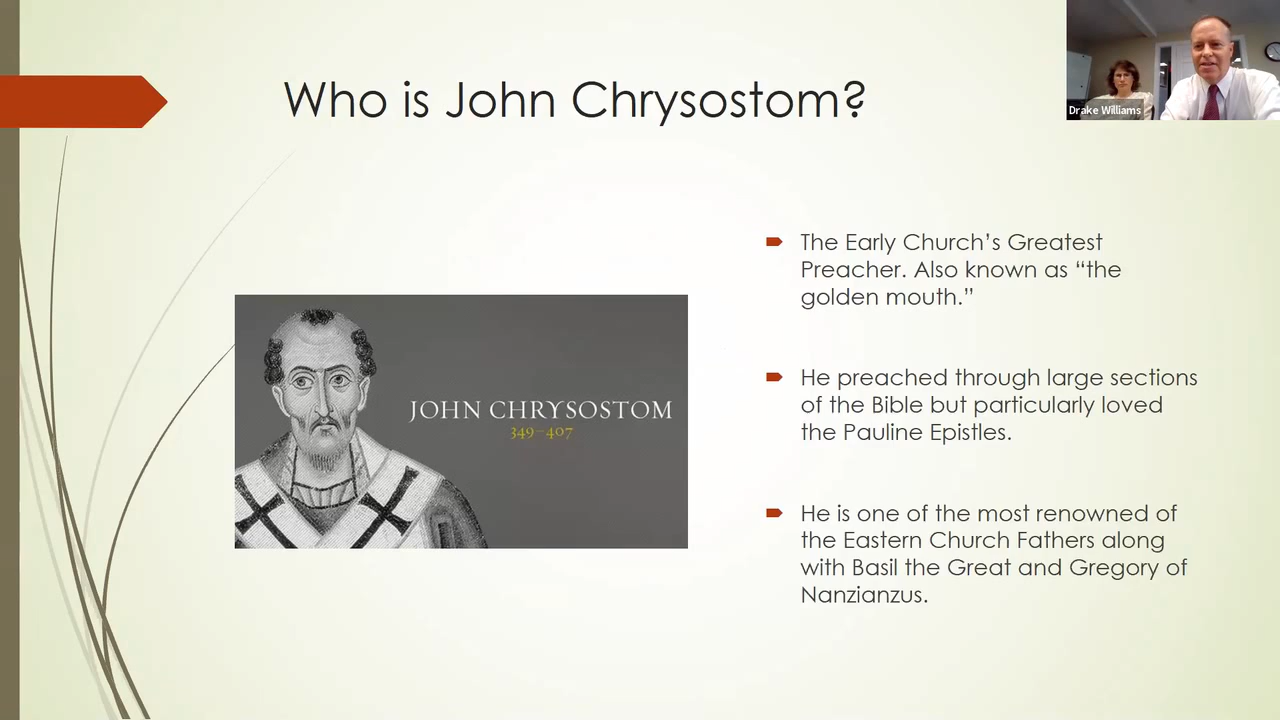 Who is John Chrysostom?
Drake Williams
The Early Church’s Greatest
Preacher. Also known as “the
golden mouth.”
JOHN CHRYSOSTOM
349–407
He preached through large sections
of the Bible but particularly loved
the Pauline Epistles.
He is one of the most renowned of
the Eastern Church Fathers along
with Basil the Great and Gregory of
Nanzianzus.